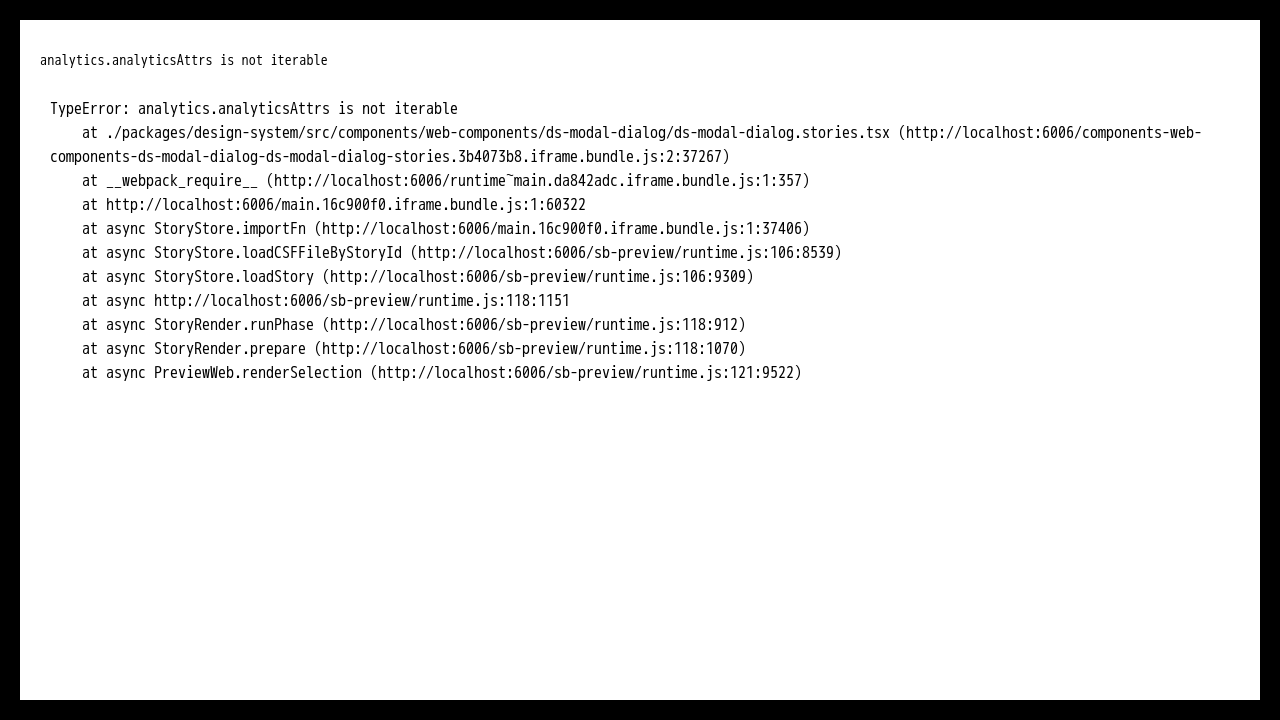 analytics.analyticsAttrs is not iterable
TypeError: analytics.analyticsAttrs is not iterable
at ./packages/design-system/src/components/web-components/ds-modal-dialog/ds-modal-dialog.stories.tsx (http://localhost:6006/components-web-
components-ds-modal-dialog-ds-modal-dialog-stories.3b4073b8.iframe.bundle.js:2:37267)
at __webpack_require__ (http://localhost:6006/runtime~main.da842adc.iframe.bundle.js:1:357)
at http://localhost:6006/main.16c900f0.iframe.bundle.js:1:60322
at async StoryStore.importFn (http://localhost:6006/main.16c900f0.iframe.bundle.js:1:37406)
at async StoryStore.loadCSFFileByStoryId (http://localhost:6006/sb-preview/runtime.js:106:8539)
at async StoryStore.loadStory (http://localhost:6006/sb-preview/runtime.js:106:9309)
at async http://localhost:6006/sb-preview/runtime.js:118:1151
at async StoryRender.runPhase (http://localhost:6006/sb-preview/runtime.js:118:912)
at async StoryRender.prepare (http://localhost:6006/sb-preview/runtime.js:118:1070)
at async PreviewWeb.renderSelection (http://localhost:6006/sb-preview/runtime.js:121:9522)